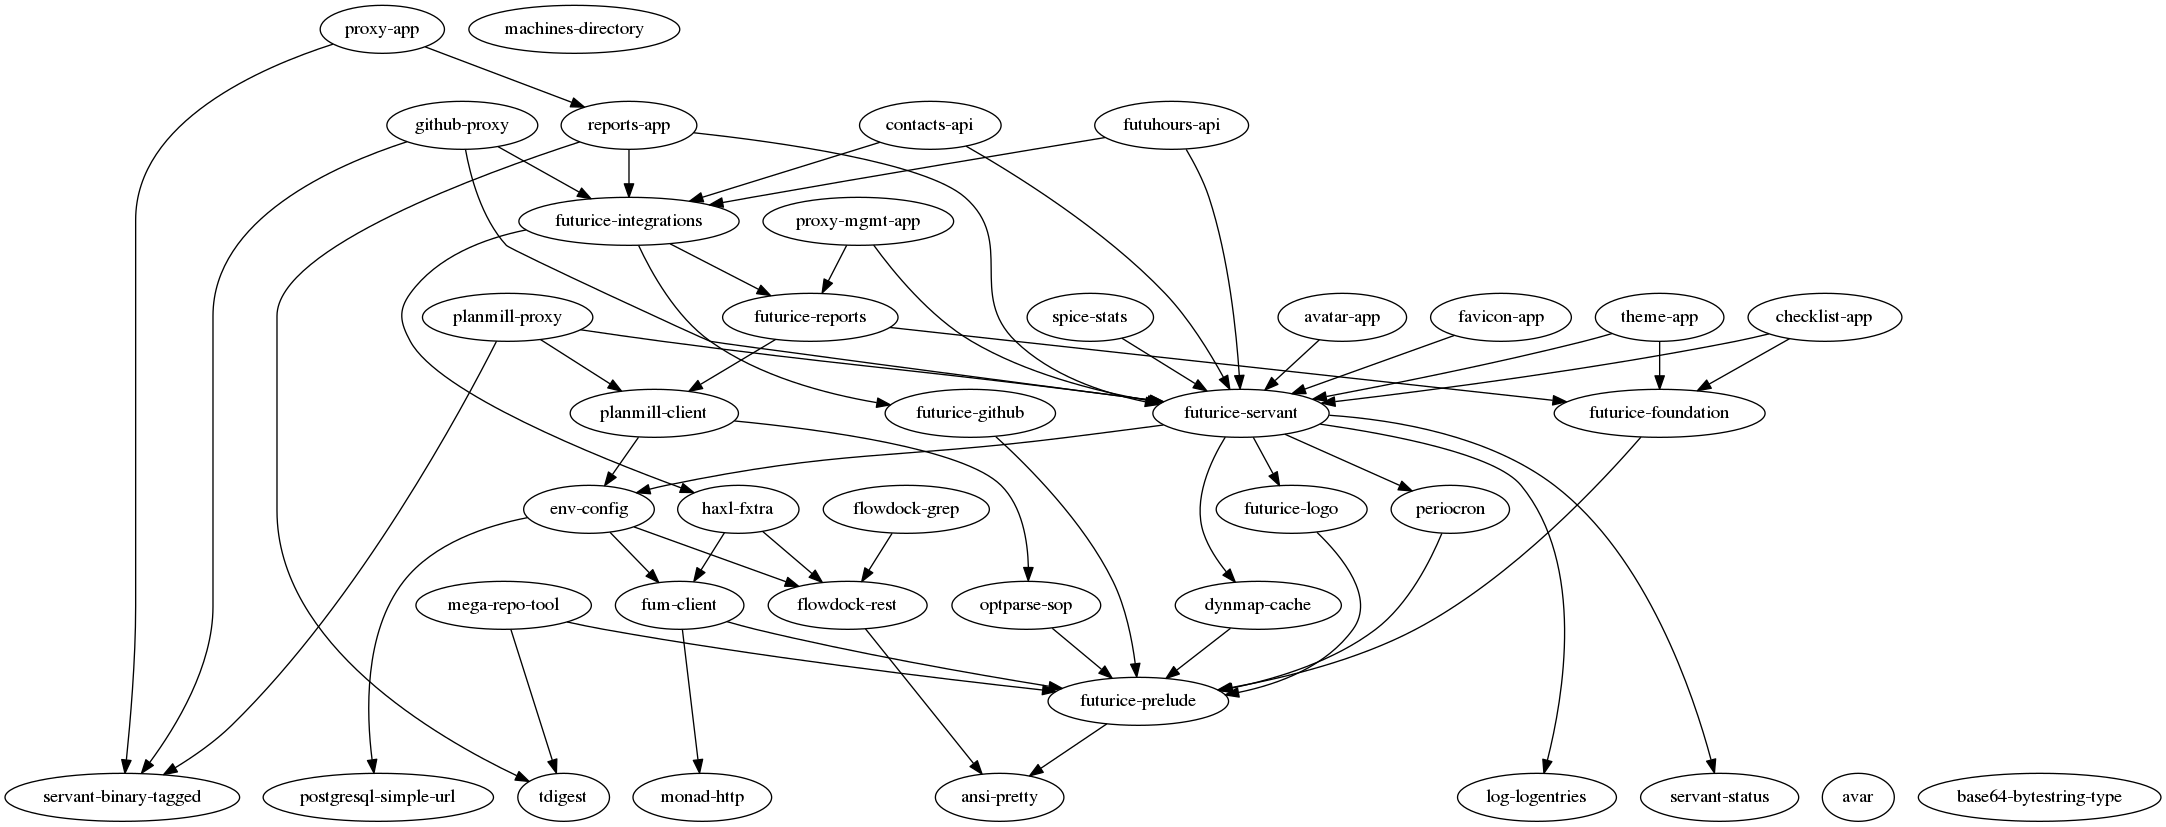 proxy-app
machines-directory
github-proxy
reports-app
contacts-api
futuhours-api
futurice-integrations
proxy-mgmt-app
planmill-proxy
futurice-reports
spice-stats
avatar-app
favicon-app
theme-app
checklist-app
planmill-client
futurice-github
futurice-servant
futurice-foundation
env-config
haxl-fxtra
flowdock-grep
futurice-logo
periocron
mega-repo-tool
fum-client
flowdock-rest
optparse-sop
dynmap-cache
futurice-prelude
servant-binary-tagged
postgresql-simple-url
tdigest
monad-http
ansi-pretty
log-logentries
servant-status
avar
base64-bytestring-type